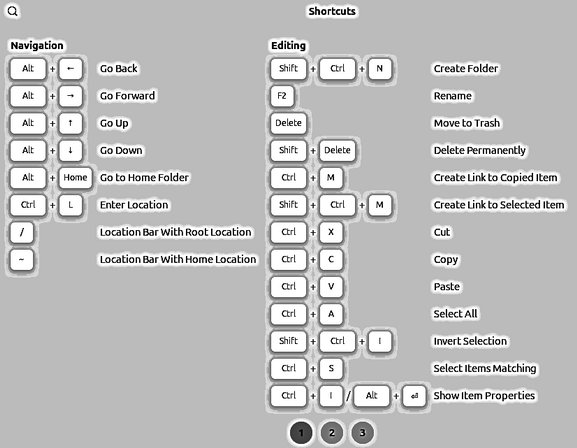 Shortcuts
Navigation
Alt + ← Go Back
Alt + → Go Forward
Alt + ↑ Go Up
Alt + ↓ Go Down
Alt + Home Go to Home Folder
Ctrl + L Enter Location
/ Location Bar With Root Location
~ Location Bar With Home Location
Editing
Shift + Ctrl + N Create Folder
F2 Rename
Delete Move to Trash
Shift + Delete Delete Permanently
Ctrl + M Create Link to Copied Item
Shift + Ctrl + M Create Link to Selected Item
Ctrl + X Cut
Ctrl + C Copy
Ctrl + V Paste
Ctrl + A Select All
Shift + Ctrl + I Invert Selection
Ctrl + S Select Items Matching
Ctrl + I / Alt + ⏎ Show Item Properties
1 2 3